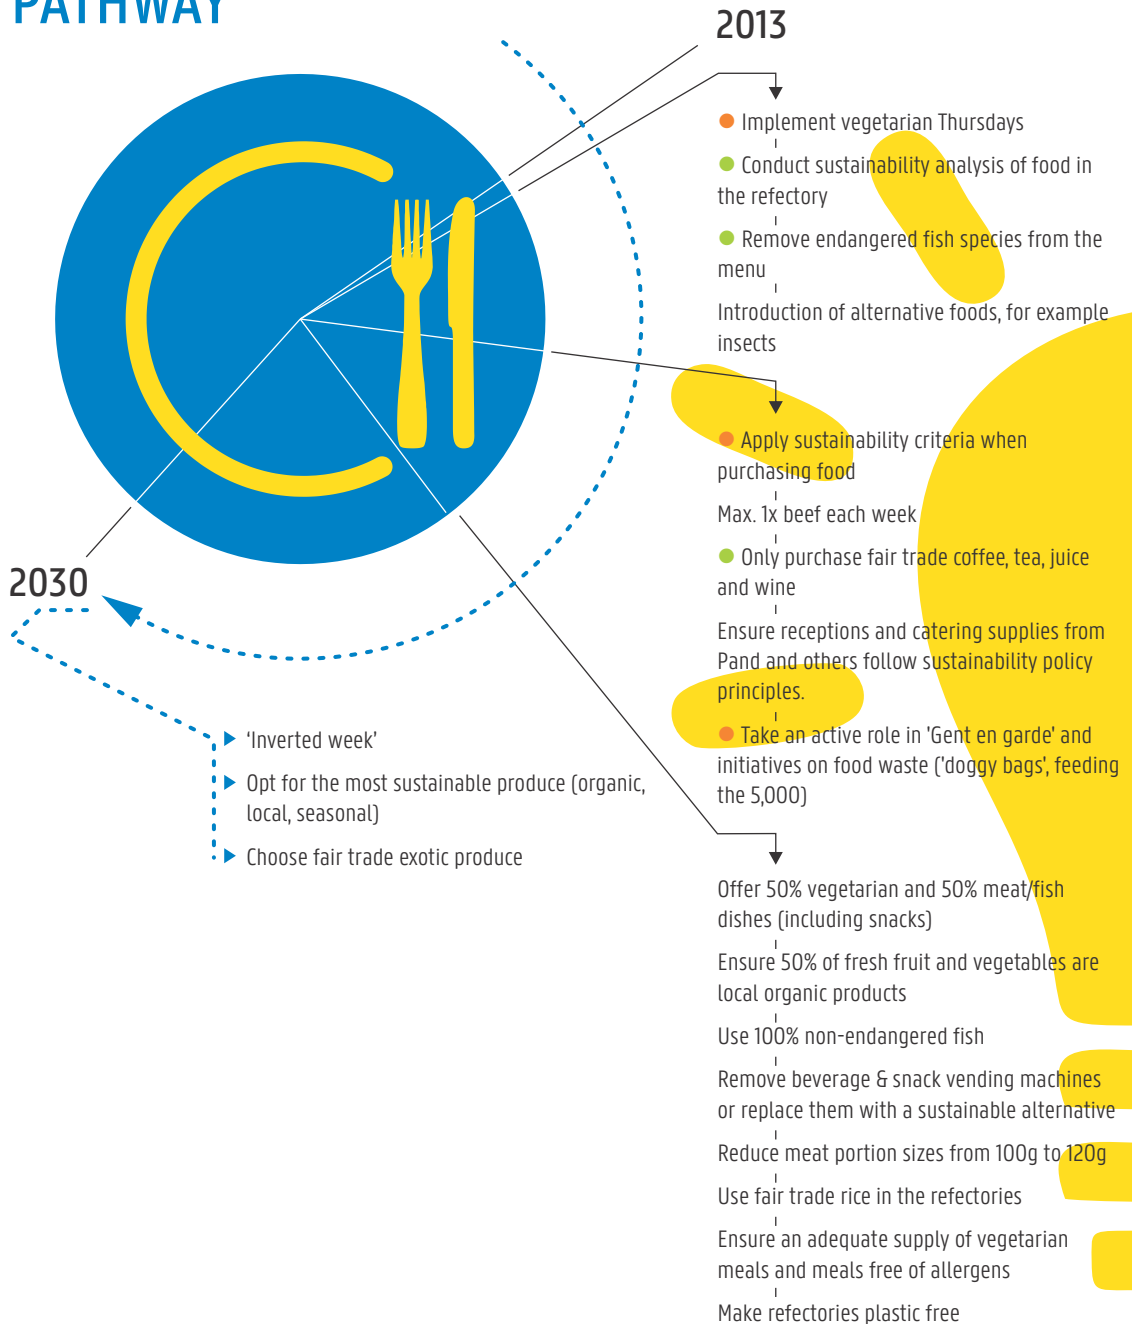 PATHWAY
2013
Implement vegetarian Thursdays
Conduct sustainability analysis of food in
the refectory
Remove endangered fish species from the
menu
Introduction of alternative foods, for example
insects
Apply sustainability criteria when
purchasing food
Max. 1x beef each week
Only purchase fair trade coffee, tea, juice
and wine
Ensure receptions and catering supplies from
Pand and others follow sustainability policy
principles.
Take an active role in 'Gent en garde' and
initiatives on food waste ('doggy bags', feeding
the 5,000)
Offer 50% vegetarian and 50% meat/fish
dishes (including snacks)
Ensure 50% of fresh fruit and vegetables are
local organic products
Use 100% non-endangered fish
Remove beverage & snack vending machines
or replace them with a sustainable alternative
Reduce meat portion sizes from 100g to 120g
Use fair trade rice in the refectories
Ensure an adequate supply of vegetarian
meals and meals free of allergens
Make refectories plastic free
2030
‘Inverted week’
Opt for the most sustainable produce (organic,
local, seasonal)
Choose fair trade exotic produce